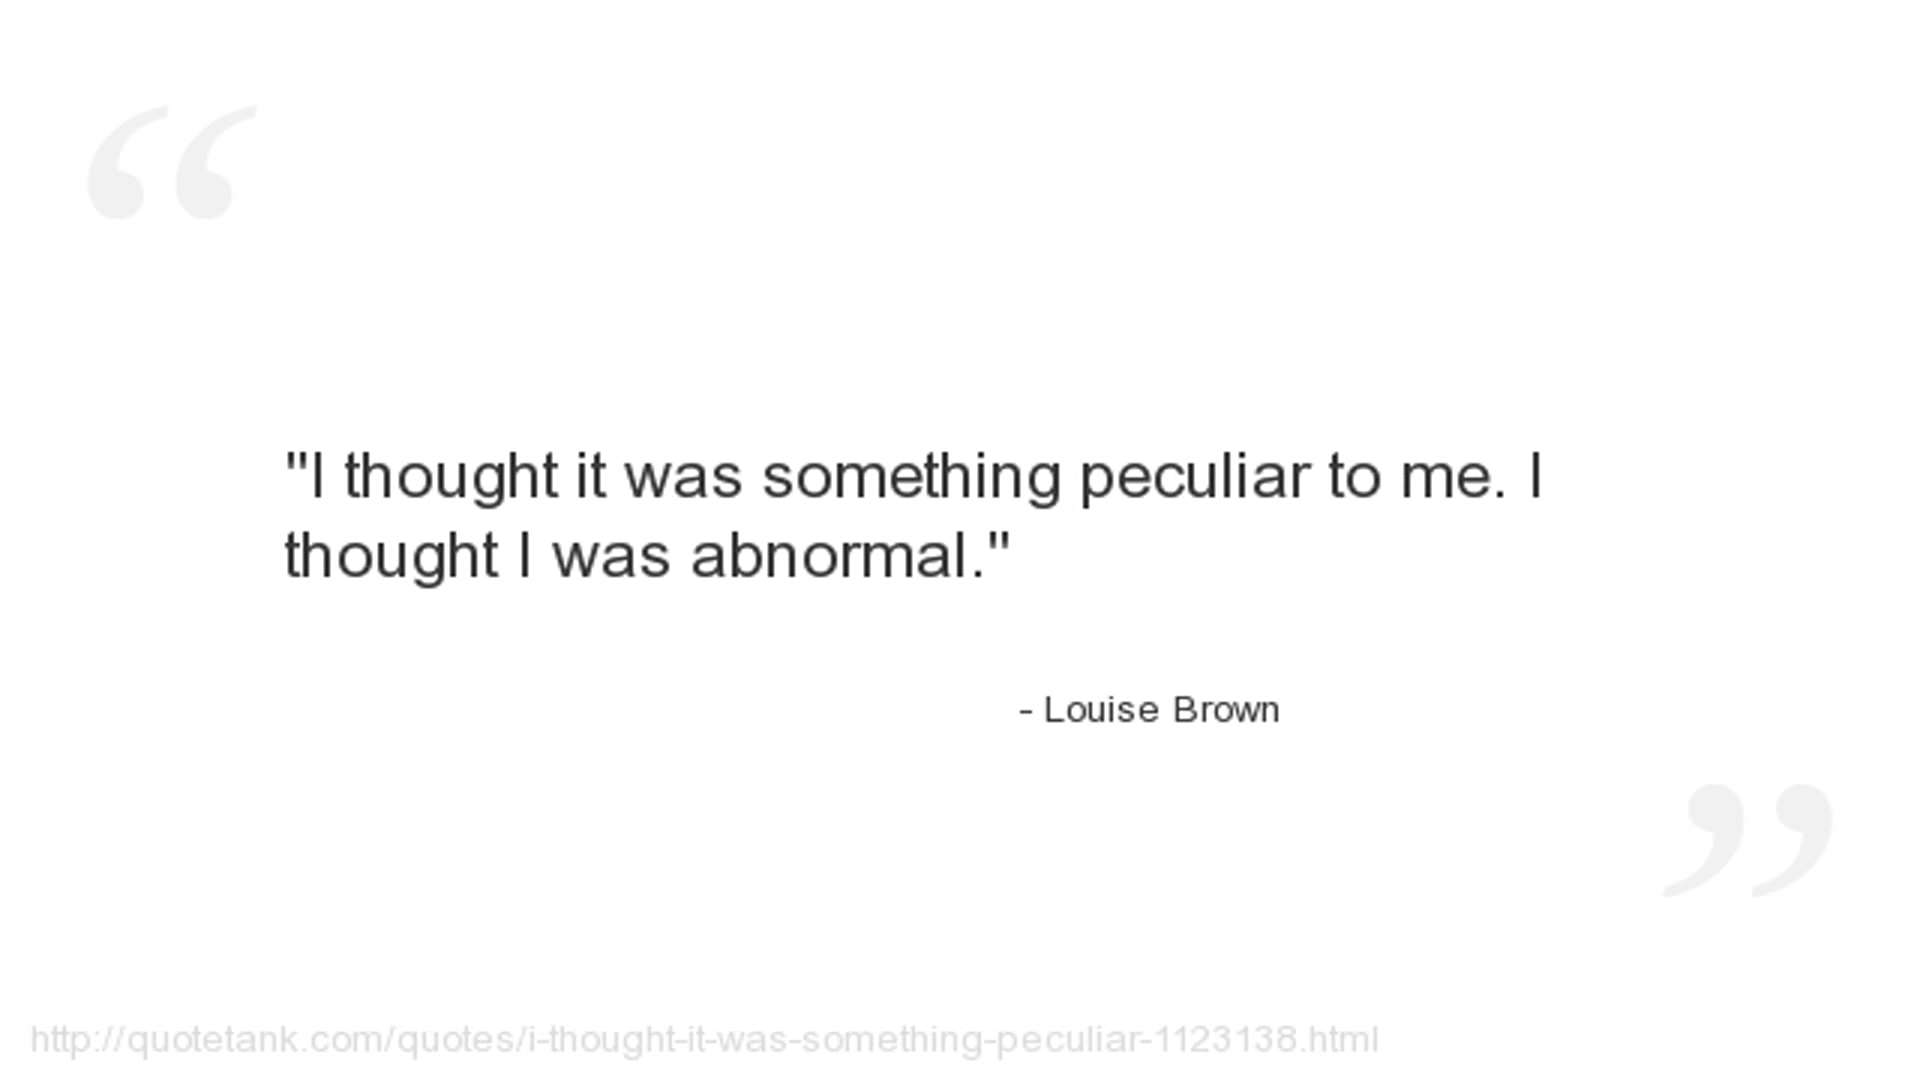 "I thought it was something peculiar to me. I
thought I was abnormal."
- Louise Brown
http://quotetank.com/quotes/i-thought-it-was-something-peculiar-1123138.html